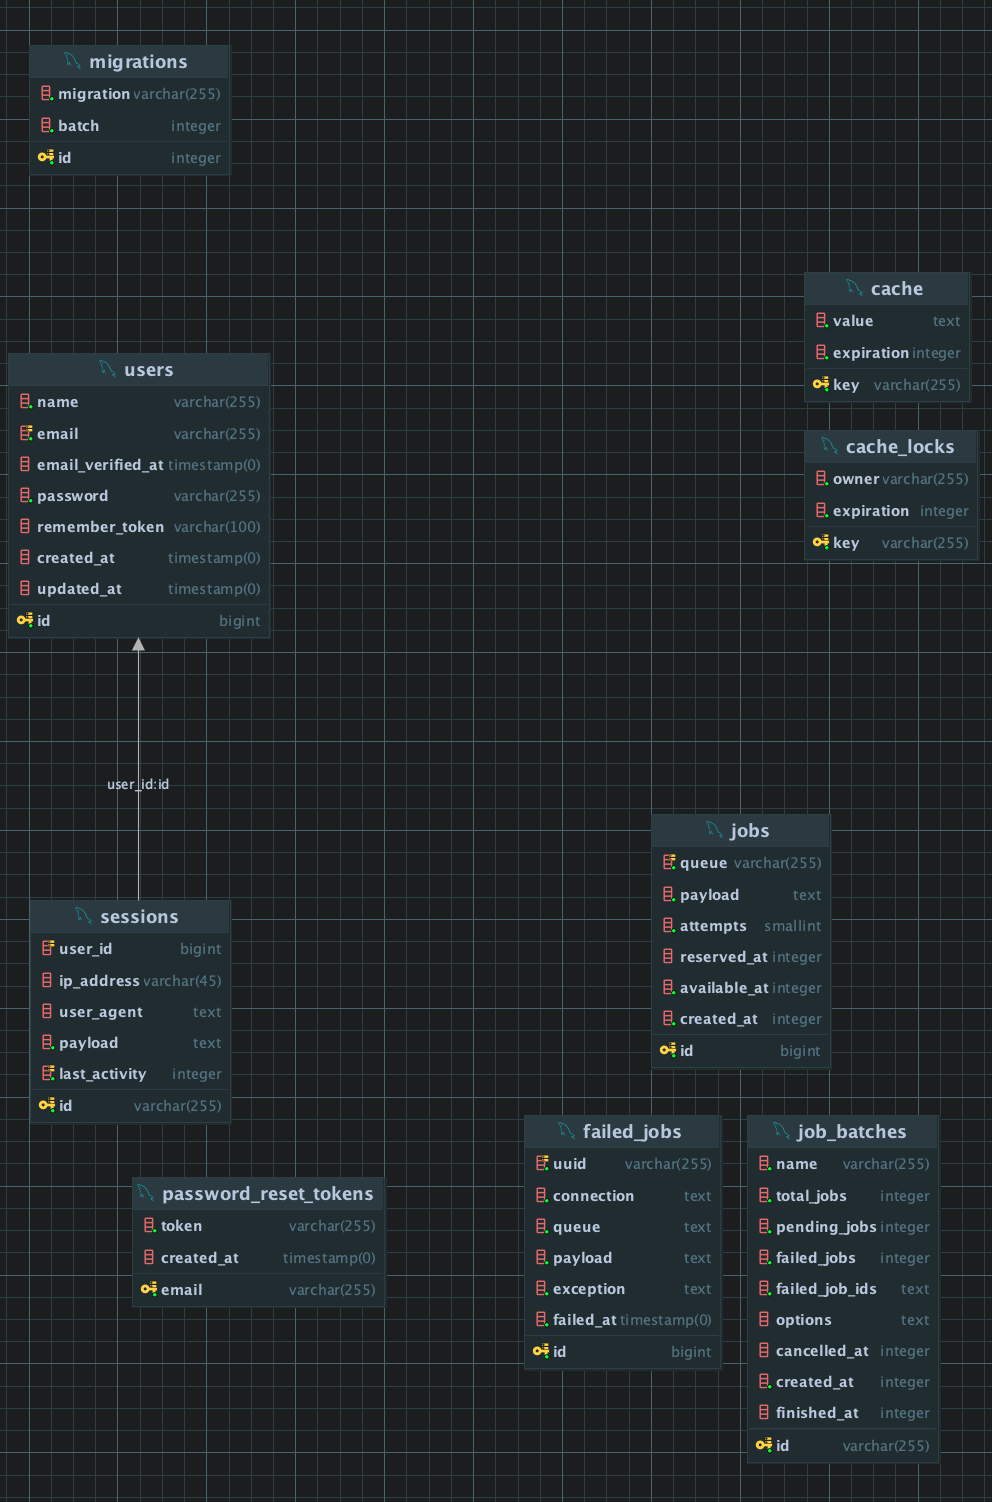 migrations
migration varchar(255)
batch integer
id integer
cache
value text
expiration integer
key varchar(255)
users
name varchar(255)
email varchar(255)
email_verified_at timestamp(0)
password varchar(255)
remember_token varchar(100)
created_at timestamp(0)
updated_at timestamp(0)
id bigint
cache_locks
owner varchar(255)
expiration integer
key varchar(255)
user_id:id
jobs
queue varchar(255)
payload text
attempts smallint
reserved_at integer
available_at integer
created_at integer
id bigint
sessions
user_id bigint
ip_address varchar(45)
user_agent text
payload text
last_activity integer
id varchar(255)
failed_jobs
uuid varchar(255)
connection text
queue text
payload text
exception text
failed_at timestamp(0)
id bigint
job_batches
name varchar(255)
total_jobs integer
pending_jobs integer
failed_jobs integer
failed_job_ids text
options text
cancelled_at integer
created_at integer
finished_at integer
id varchar(255)
password_reset_tokens
token varchar(255)
created_at timestamp(0)
email varchar(255)